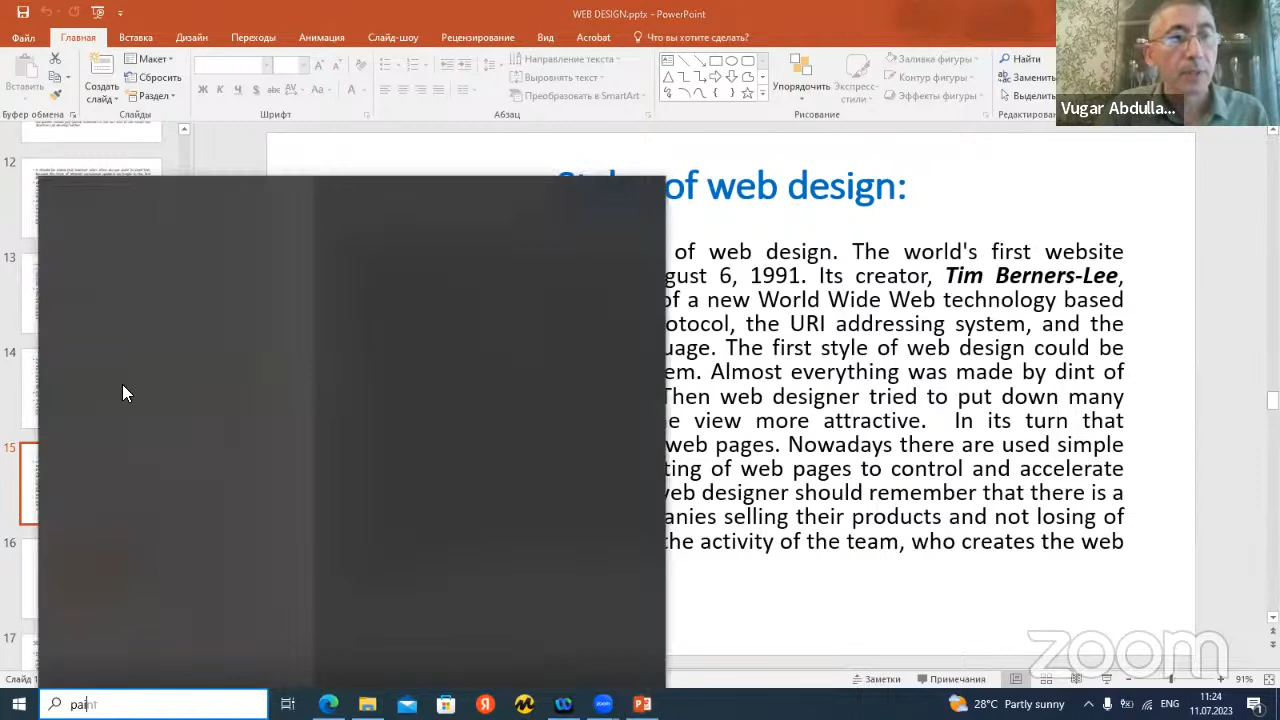 WEB DESIGN.pptx - PowerPoint
Файл Главная Вставка Дизайн Переходы Анимация Слайд-шоу Рецензирование Вид Acrobat Что вы хотите сделать?
Вставить
Создать слайд
Макет
Сбросить
Раздел
Ж К Ч
Направление текста
Выровнять текст
Преобразовать в SmartArt
Упорядочить
Экспресс-стили
Заливка фигуры
Контур фигуры
Эффекты фигуры
Найти
Заменить
Выделить
Буфер обмена Слайды Шрифт Абзац Рисование Редактирован
Vugar Abdulla...
12
13
14
15
16
17
of web design:
of web design. The world's first website
gust 6, 1991. Its creator, Tim Berners-Lee,
of a new World Wide Web technology based
otocol, the URI addressing system, and the
uage. The first style of web design could be
em. Almost everything was made by dint of
Then web designer tried to put down many
e view more attractive. In its turn that
web pages. Nowadays there are used simple
ting of web pages to control and accelerate
web designer should remember that there is a
anies selling their products and not losing of
the activity of the team, who creates the web
zoom
Слайд 1
Заметки Примечания 91%
paint
zoom
28°C Partly sunny
ENG
11:24
11.07.2023